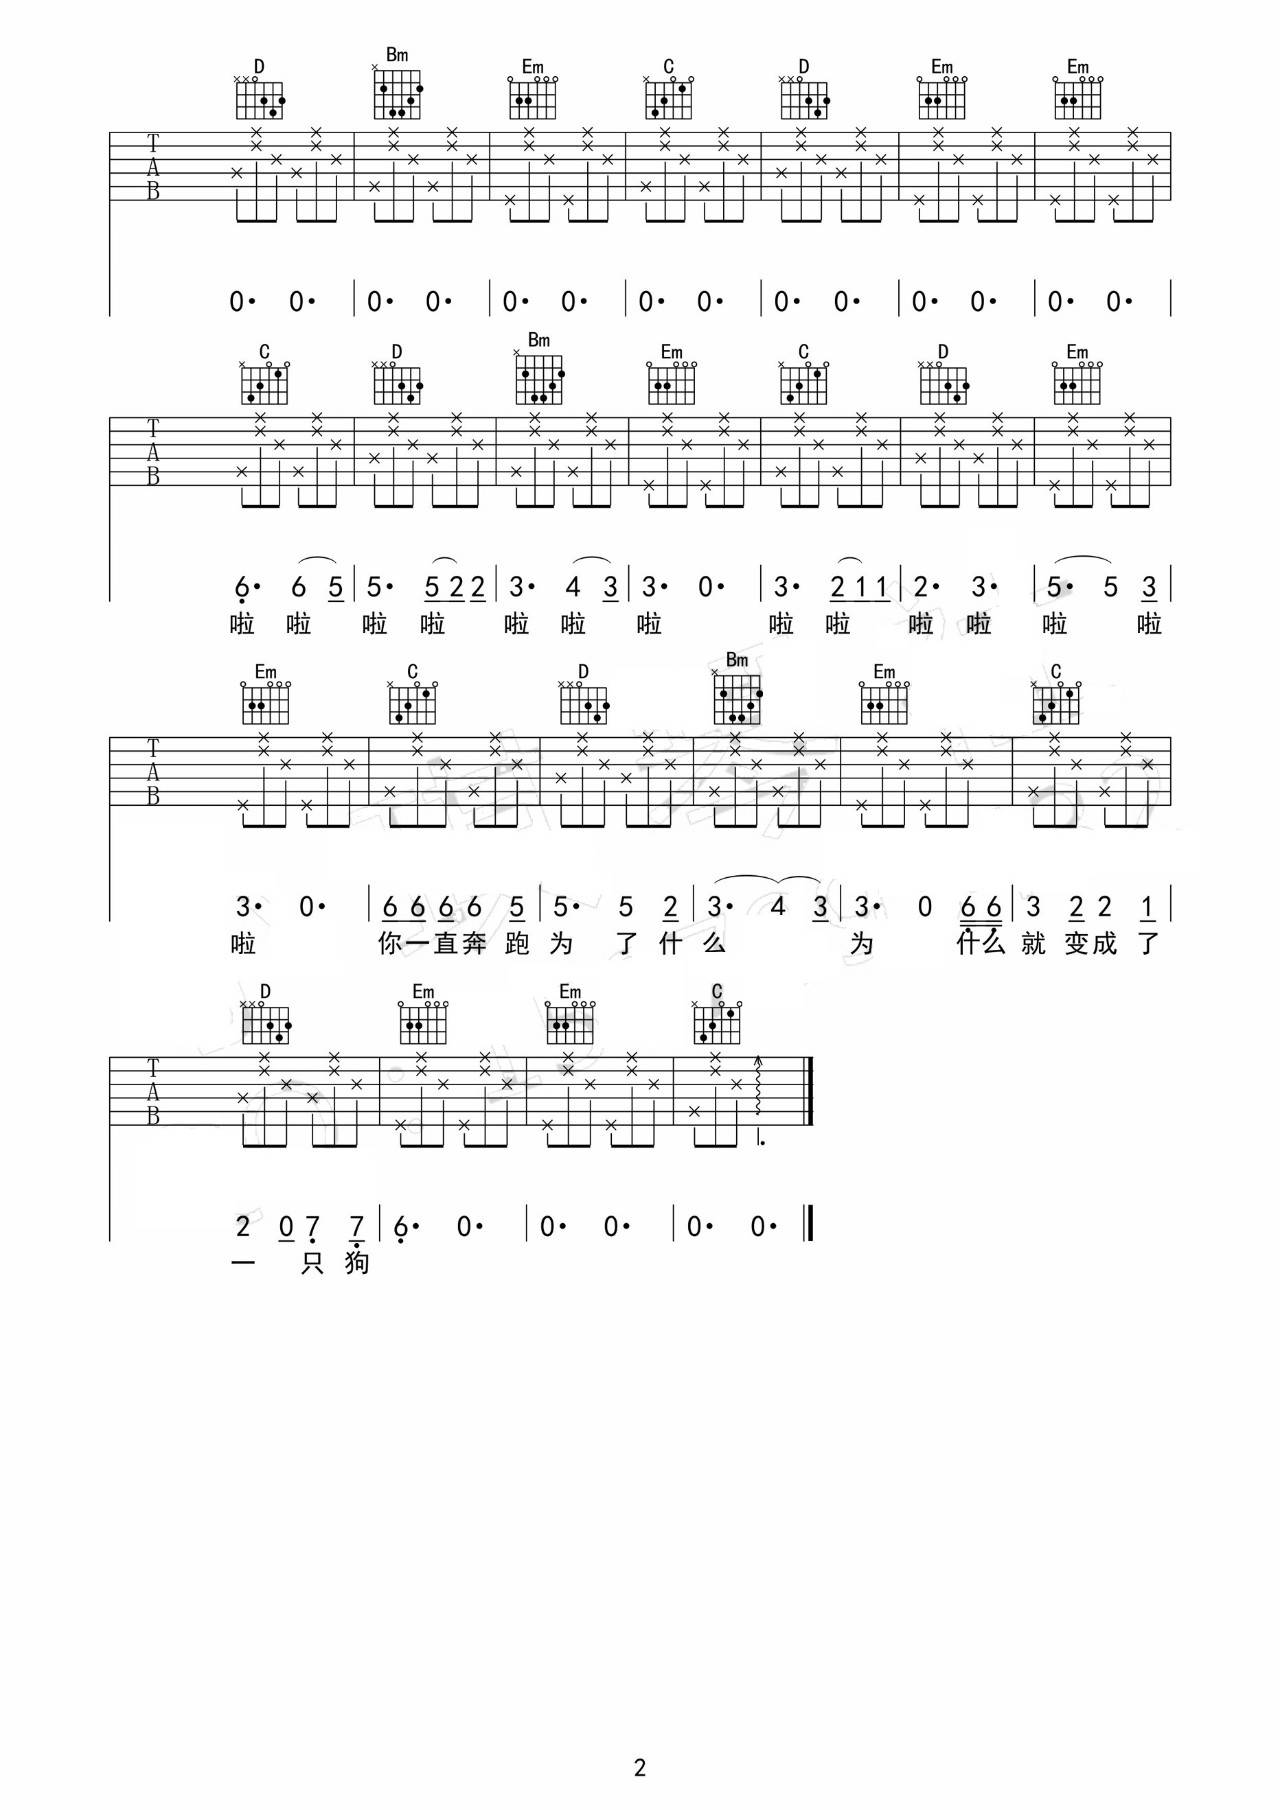 D Bm Em C D Em Em
T
A
B
0· 0· | 0· 0· | 0· 0· | 0· 0· | 0· 0· | 0· 0· | 0· 0· |
C D Bm Em C D Em
T
A
B
6· 6 5 | 5· 5 2 2 | 3· 4 3 | 3· 0· | 3· 2 1 1 | 2· 3· | 5· 5 3 |
啦 啦 啦 啦 啦 啦 啦 啦 啦 啦 啦 啦 啦
Em C D Bm Em C
T
A
B
3· 0· | 6 6 6 6 5 | 5· 5 2 | 3· 4 3 | 3· 0 6 6 | 3 2 2 1 |
啦 你一直奔 跑 为 了 什 么 为 什么 就 变成 了
D Em Em C
T
A
B
2 0 7 7 | 6· 0· | 0· 0· | 0· 0· |
一 只 狗
2